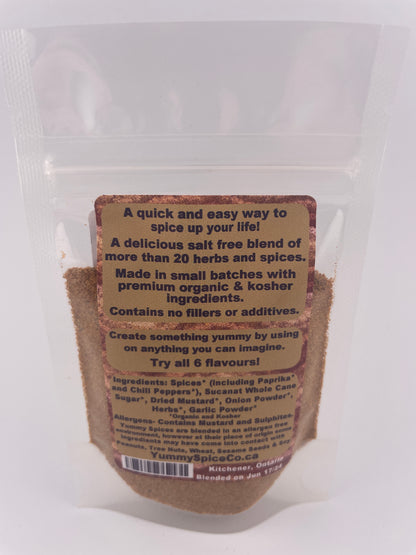 A quick and easy way to
spice up your life!
A delicious salt free blend of
more than 20 herbs and spices.
Made in small batches with
premium organic & kosher
ingredients.
Contains no fillers or additives.
Create something yummy by using
on anything you can imagine.
Try all 6 flavours!
Ingredients: Spices* (Including Paprika*
and Chili Peppers*), Sucanat Whole Cane
Sugar*, Dried Mustard*, Onion Powder*,
Herbs*, Garlic Powder*
*Organic and Kosher
Allergens- Contains Mustard and Sulphites.
Yummy Spices are blended in an allergen free
environment, however at their place of origin some
ingredients may have come into contact with
Peanuts, Tree Nuts, Wheat, Sesame Seeds & Soy
YummySpiceCo.ca
Kitchener, Ontario
Blended on Jun 17/24